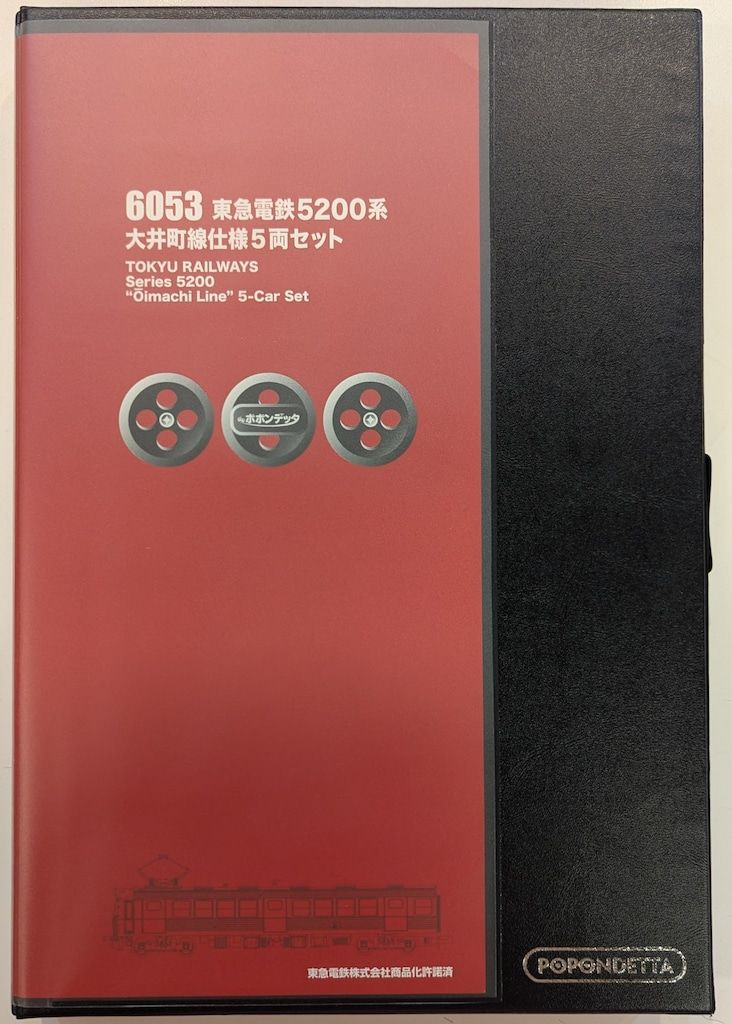 6053 東急電鉄5200系
大井町線仕様5両セット
TOKYU RAILWAYS
Series 5200
“Ōimachi Line” 5-Car Set
ポポンデッタ
東急電鉄株式会社商品化許諾済
POPONDETTA